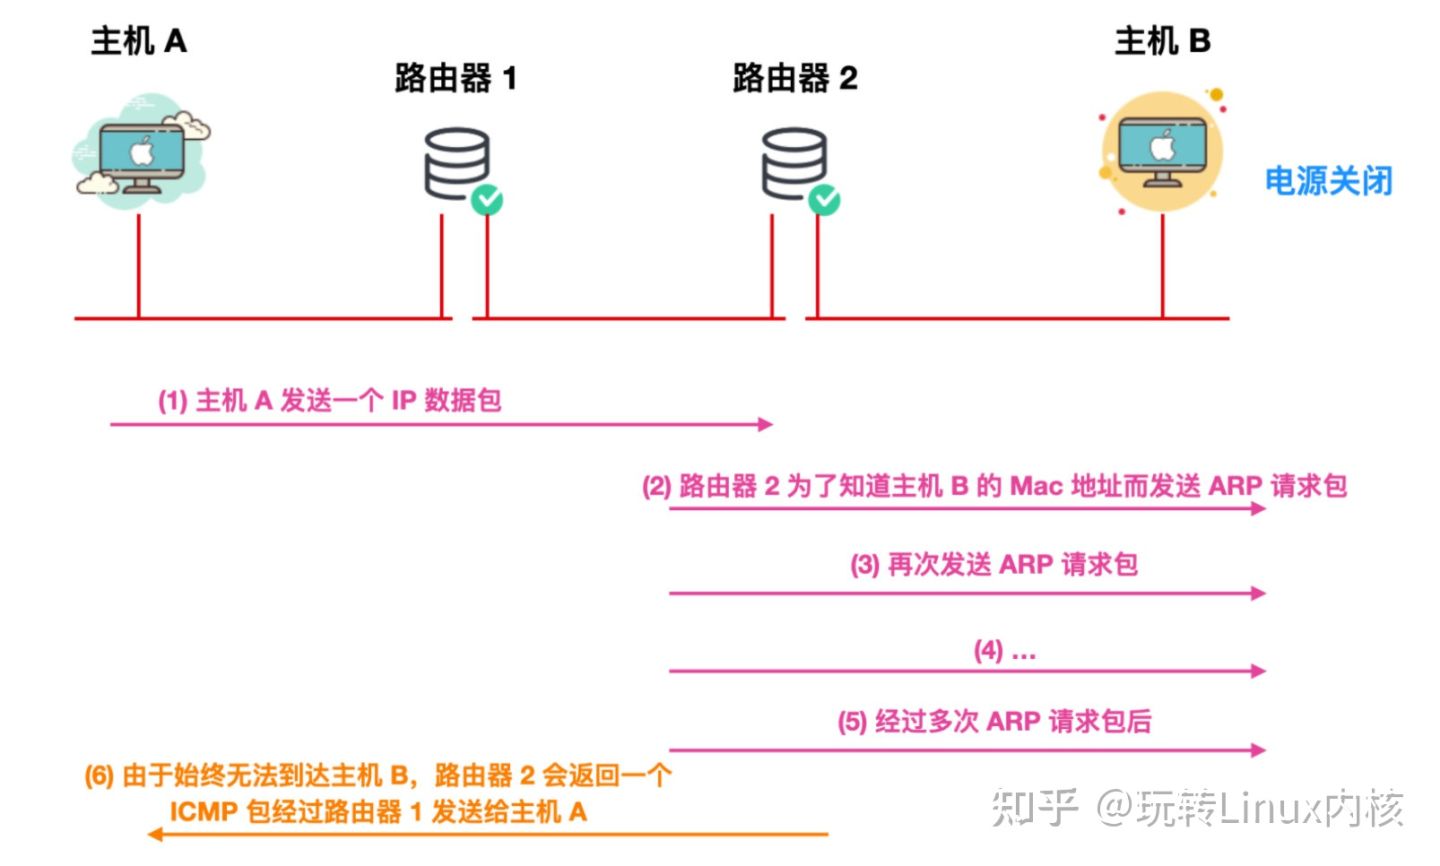 主机 A
主机 B
路由器 1
路由器 2
电源关闭
(1) 主机 A 发送一个 IP 数据包
(2) 路由器 2 为了知道主机 B 的 Mac 地址而发送 ARP 请求包
(3) 再次发送 ARP 请求包
(4) ...
(5) 经过多次 ARP 请求包后
(6) 由于始终无法到达主机 B，路由器 2 会返回一个
ICMP 包经过路由器 1 发送给主机 A
知乎 @玩转Linux内核